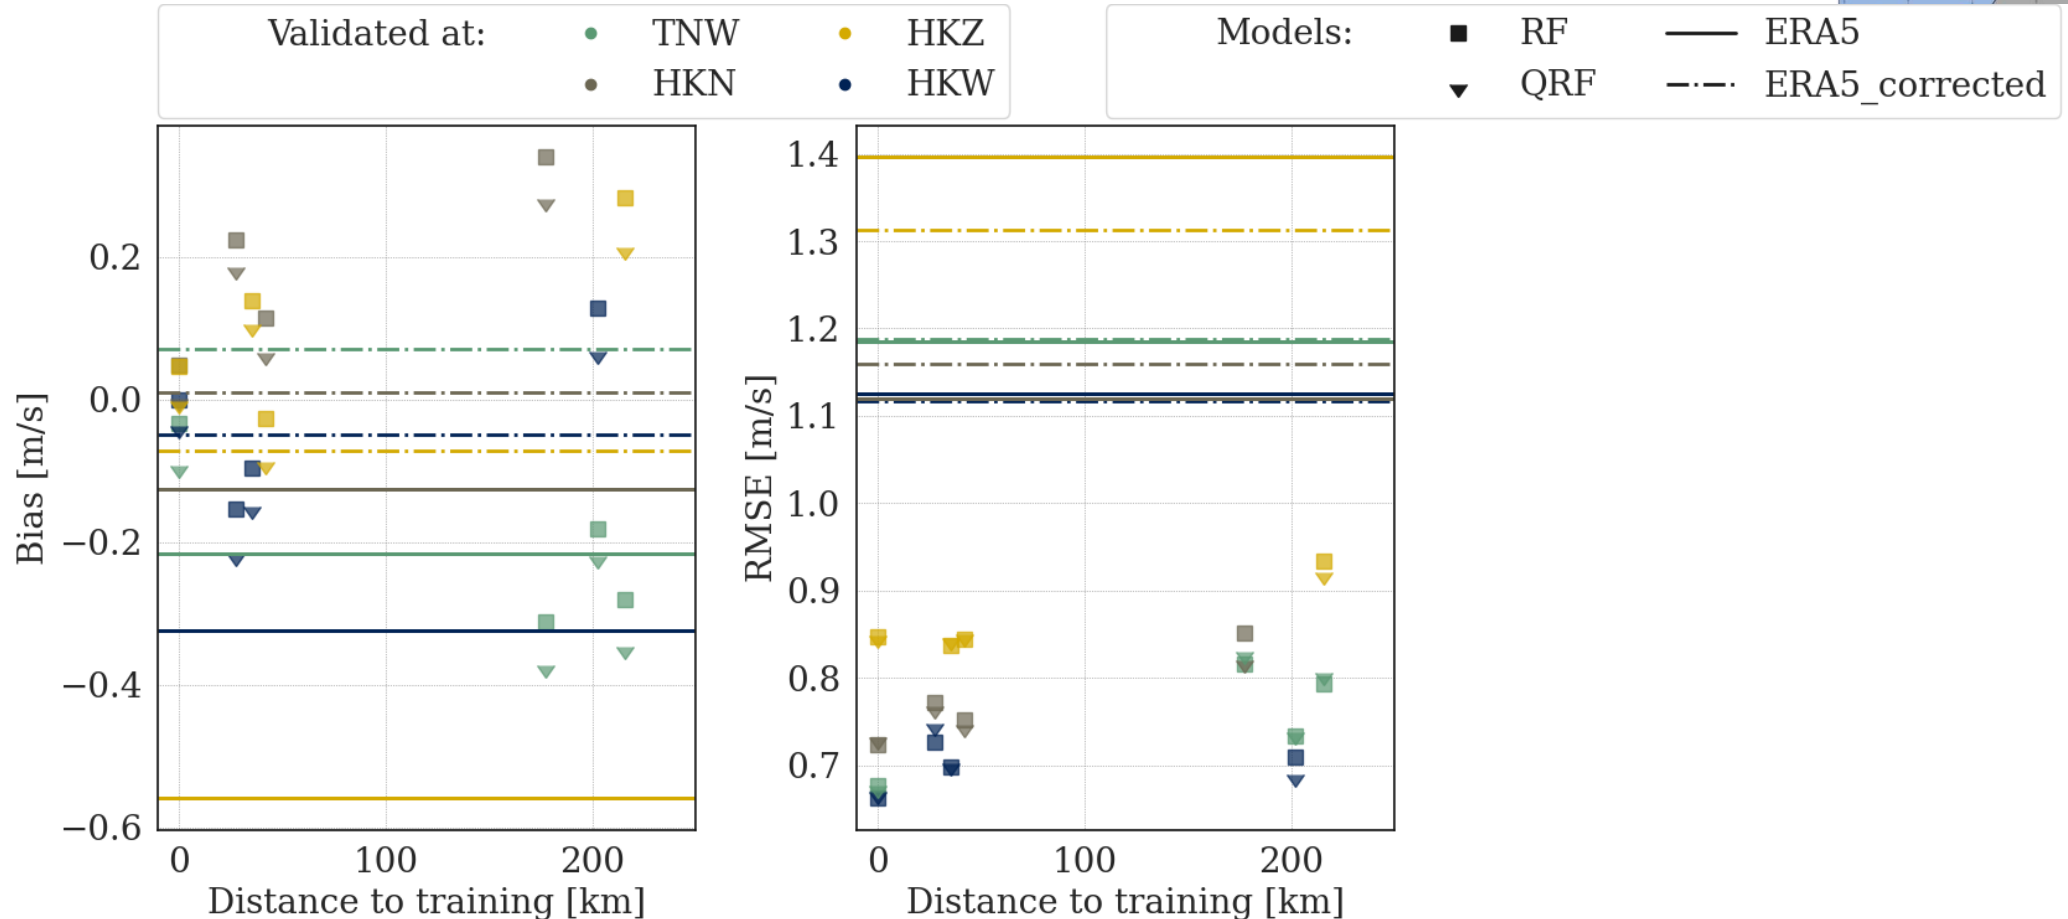 Validated at: TNW HKZ
HKN HKW
Models: RF ERA5
QRF ERA5_corrected
Bias [m/s]
0.2
0.0
−0.2
−0.4
−0.6
0 100 200
Distance to training [km]
RMSE [m/s]
1.4
1.3
1.2
1.1
1.0
0.9
0.8
0.7
0 100 200
Distance to training [km]